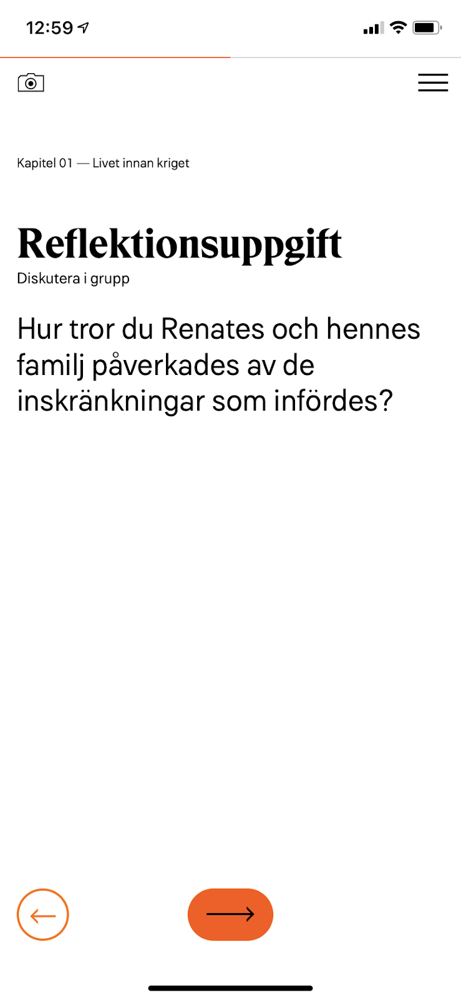 12:59
Kapitel 01 — Livet innan kriget
Reflektionsuppgift
Diskutera i grupp
Hur tror du Renates och hennes
familj påverkades av de
inskränkningar som infördes?